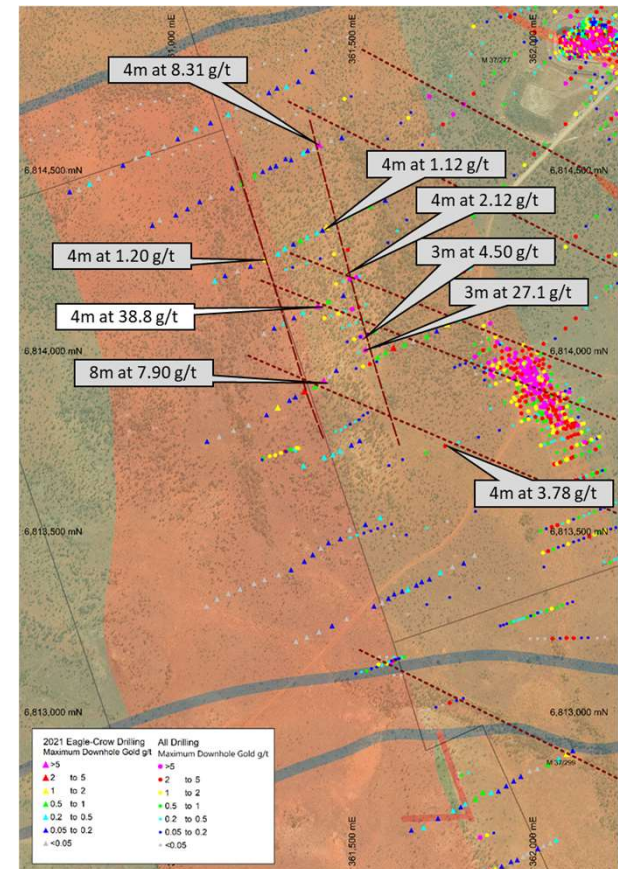 361,500 mE
362,000 mE
M 37/277
4m at 8.31 g/t
6,814,500 mN
6,814,500 mN
4m at 1.12 g/t
4m at 2.12 g/t
4m at 1.20 g/t
3m at 4.50 g/t
3m at 27.1 g/t
4m at 38.8 g/t
6,814,000 mN
6,814,000 mN
8m at 7.90 g/t
4m at 3.78 g/t
6,813,500 mN
6,813,500 mN
6,813,000 mN
6,813,000 mN
M 37/299
2021 Eagle-Crow Drilling
Maximum Downhole Gold g/t
>5
2 to 5
1 to 2
0.5 to 1
0.2 to 0.5
0.05 to 0.2
<0.05
All Drilling
Maximum Downhole Gold g/t
>5
2 to 5
1 to 2
0.5 to 1
0.2 to 0.5
0.05 to 0.2
<0.05
361,500 mE
362,000 mE